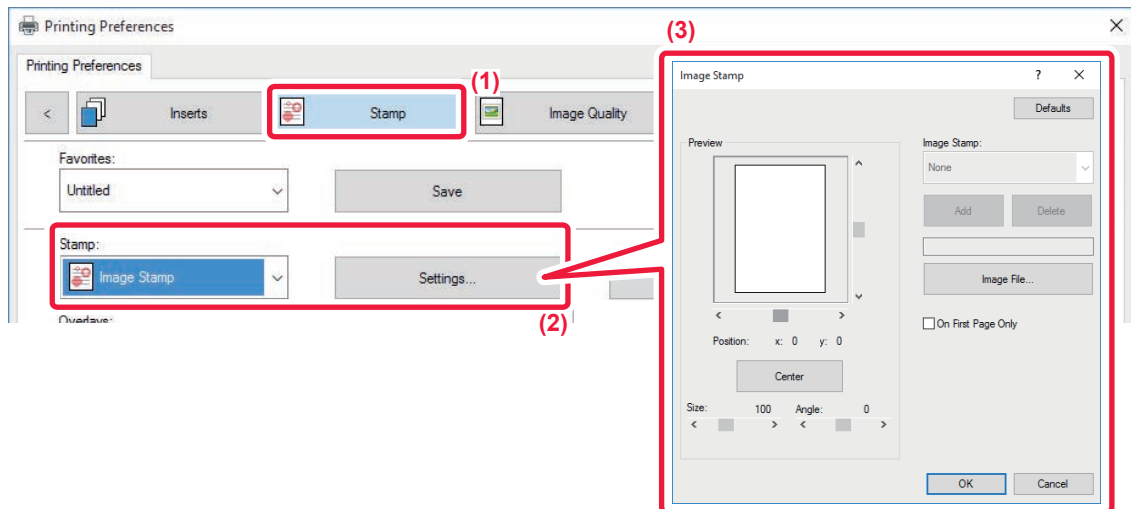 Printing Preferences
Printing Preferences
(1)
Inserts
Stamp
Image Quality
Favorites:
Untitled
Save
Stamp:
Image Stamp
Settings...
(2)
Overlays:
(3)
Image Stamp
?
Defaults
Preview
Position: x: 0 y: 0
Center
Size: 100 Angle: 0
Image Stamp:
None
Add
Delete
Image File...
On First Page Only
OK
Cancel